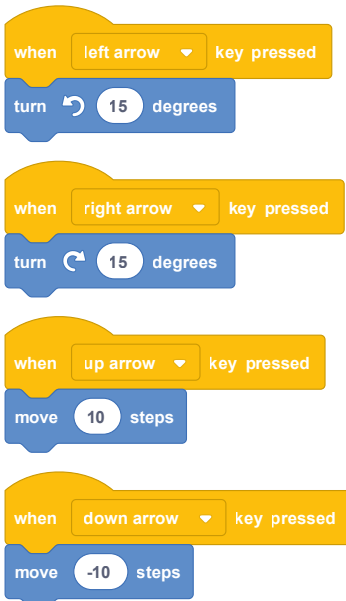 when left arrow key pressed
turn 15 degrees
when right arrow key pressed
turn 15 degrees
when up arrow key pressed
move 10 steps
when down arrow key pressed
move -10 steps